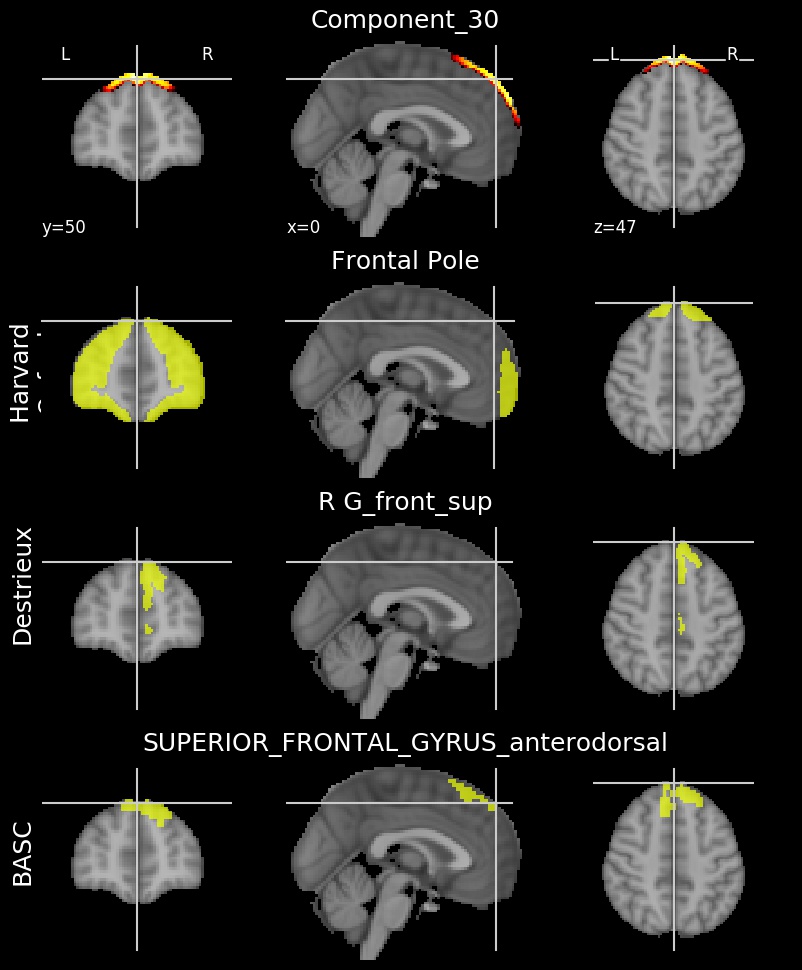 Component_30
L R L R
y=50 x=0 z=47
Frontal Pole
Harvard
R G_front_sup
Destrieux
SUPERIOR_FRONTAL_GYRUS_anterodorsal
BASC